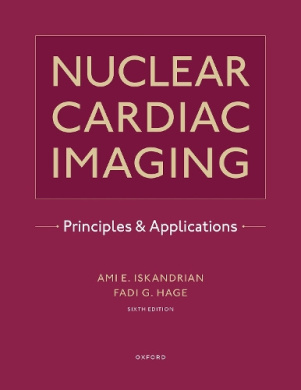 NUCLEAR
CARDIAC
IMAGING
Principles & Applications
AMI E. ISKANDRIAN
FADI G. HAGE
SIXTH EDITION
OXFORD